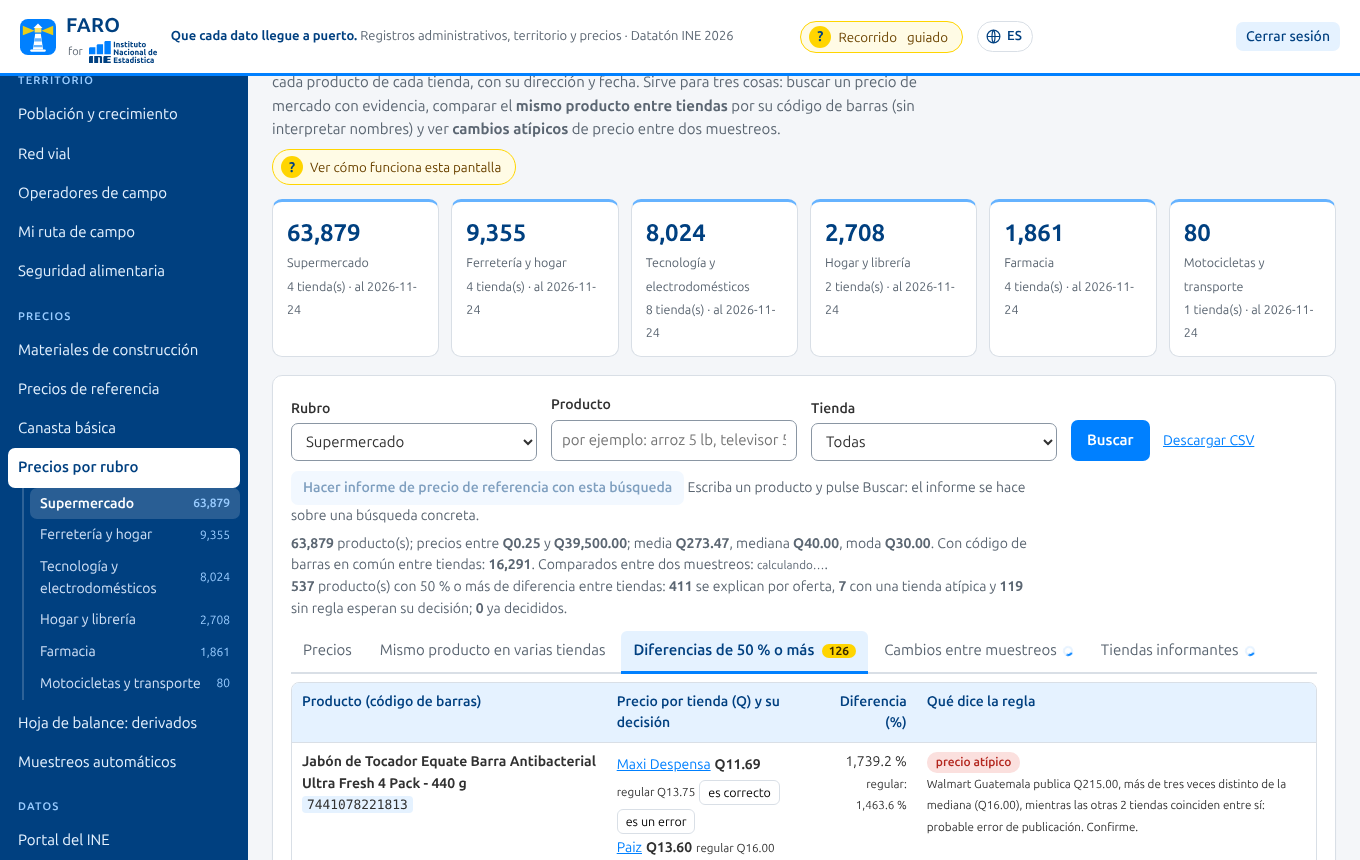 FARO
for Instituto Nacional de Estadística INE
Que cada dato llegue a puerto. Registros administrativos, territorio y precios · Datatón INE 2026
? Recorrido guiado
ES
Cerrar sesión
TERRITORIO
Población y crecimiento
Red vial
Operadores de campo
Mi ruta de campo
Seguridad alimentaria
PRECIOS
Materiales de construcción
Precios de referencia
Canasta básica
Precios por rubro
Supermercado 63,879
Ferretería y hogar 9,355
Tecnología y
electrodomésticos 8,024
Hogar y librería 2,708
Farmacia 1,861
Motocicletas y transporte 80
Hoja de balance: derivados
Muestreos automáticos
DATOS
Portal del INE
cada producto de cada tienda, con su dirección y fecha. Sirve para tres cosas: buscar un precio de
mercado con evidencia, comparar el mismo producto entre tiendas por su código de barras (sin
interpretar nombres) y ver cambios atípicos de precio entre dos muestreos.
? Ver cómo funciona esta pantalla
63,879
Supermercado
4 tienda(s) · al 2026-11-
24
9,355
Ferretería y hogar
4 tienda(s) · al 2026-11-
24
8,024
Tecnología y
electrodomésticos
8 tienda(s) · al 2026-11-
24
2,708
Hogar y librería
2 tienda(s) · al 2026-11-
24
1,861
Farmacia
4 tienda(s) · al 2026-11-
24
80
Motocicletas y
transporte
1 tienda(s) · al 2026-11-
24
Rubro
Supermercado
Producto
por ejemplo: arroz 5 lb, televisor 5
Tienda
Todas
Buscar
Descargar CSV
Hacer informe de precio de referencia con esta búsqueda Escriba un producto y pulse Buscar: el informe se hace
sobre una búsqueda concreta.
63,879 producto(s); precios entre Q0.25 y Q39,500.00; media Q273.47, mediana Q40.00, moda Q30.00. Con código de
barras en común entre tiendas: 16,291. Comparados entre dos muestreos: calculando….
537 producto(s) con 50 % o más de diferencia entre tiendas: 411 se explican por oferta, 7 con una tienda atípica y 119
sin regla esperan su decisión; 0 ya decididos.
Precios
Mismo producto en varias tiendas
Diferencias de 50 % o más 126
Cambios entre muestreos
Tiendas informantes
Producto (código de barras)
Precio por tienda (Q) y su
decisión
Diferencia
(%)
Qué dice la regla
Jabón de Tocador Equate Barra Antibacterial
Ultra Fresh 4 Pack - 440 g
7441078221813
Maxi Despensa Q11.69
regular Q13.75 es correcto
es un error
Paiz Q13.60 regular Q16.00
1,739.2 %
regular:
1,463.6 %
precio atípico
Walmart Guatemala publica Q215.00, más de tres veces distinto de la
mediana (Q16.00), mientras las otras 2 tiendas coinciden entre sí:
probable error de publicación. Confirme.